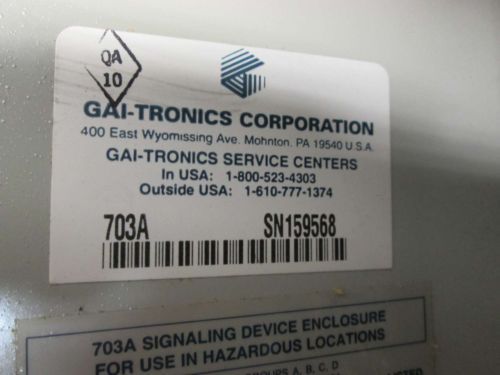 QA
10
GAI-TRONICS CORPORATION
400 East Wyomissing Ave. Mohnton, PA 19540 U.S.A.
GAI-TRONICS SERVICE CENTERS
In USA: 1-800-523-4303
Outside USA: 1-610-777-1374
703A SN159568
703A SIGNALING DEVICE ENCLOSURE
FOR USE IN HAZARDOUS LOCATIONS
GROUPS A, B, C, D
LISTED